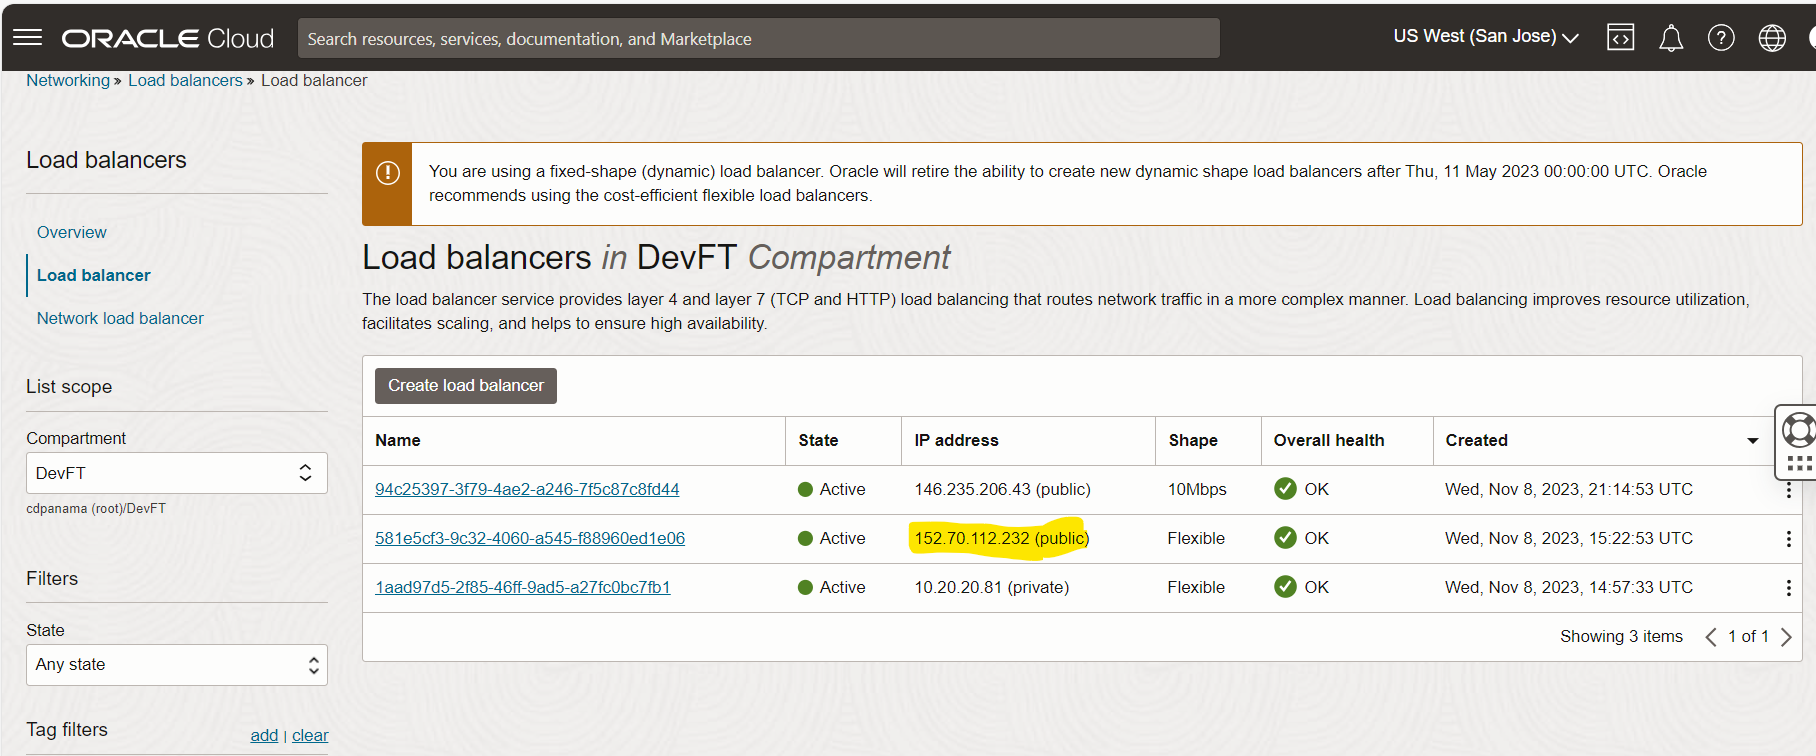 ORACLE Cloud
Search resources, services, documentation, and Marketplace
US West (San Jose)
Networking » Load balancers » Load balancer
Load balancers
Overview
Load balancer
Network load balancer
List scope
Compartment
DevFT
cdpanama (root)/DevFT
Filters
State
Any state
Tag filters add | clear
You are using a fixed-shape (dynamic) load balancer. Oracle will retire the ability to create new dynamic shape load balancers after Thu, 11 May 2023 00:00:00 UTC. Oracle
recommends using the cost-efficient flexible load balancers.
Load balancers in DevFT Compartment
The load balancer service provides layer 4 and layer 7 (TCP and HTTP) load balancing that routes network traffic in a more complex manner. Load balancing improves resource utilization,
facilitates scaling, and helps to ensure high availability.
Create load balancer
Name State IP address Shape Overall health Created
94c25397-3f79-4ae2-a246-7f5c87c8fd44 Active 146.235.206.43 (public) 10Mbps OK Wed, Nov 8, 2023, 21:14:53 UTC
581e5cf3-9c32-4060-a545-f88960ed1e06 Active 152.70.112.232 (public) Flexible OK Wed, Nov 8, 2023, 15:22:53 UTC
1aad97d5-2f85-46ff-9ad5-a27fc0bc7fb1 Active 10.20.20.81 (private) Flexible OK Wed, Nov 8, 2023, 14:57:33 UTC
Showing 3 items 1 of 1